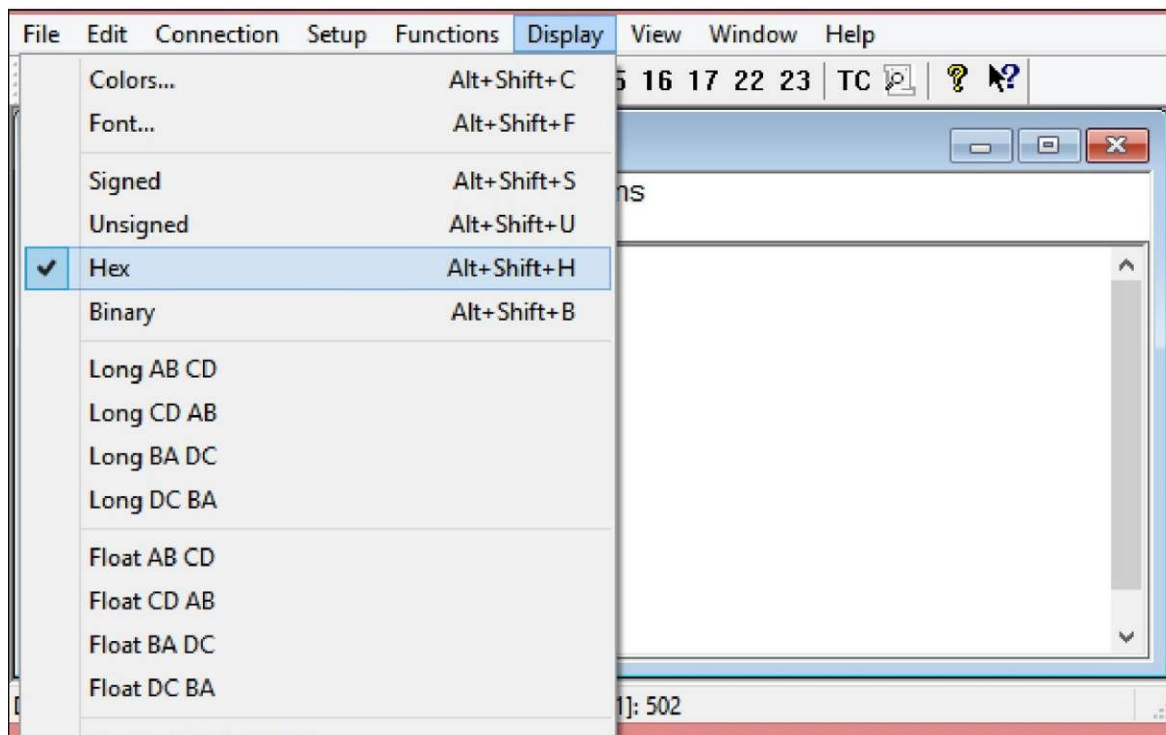 File Edit Connection Setup Functions Display View Window Help
Colors... Alt+Shift+C
16 17 22 23 TC
Font... Alt+Shift+F
Signed Alt+Shift+S
Unsigned Alt+Shift+U
Hex Alt+Shift+H
Binary Alt+Shift+B
Long AB CD
Long CD AB
Long BA DC
Long DC BA
Float AB CD
Float CD AB
Float BA DC
Float DC BA
502